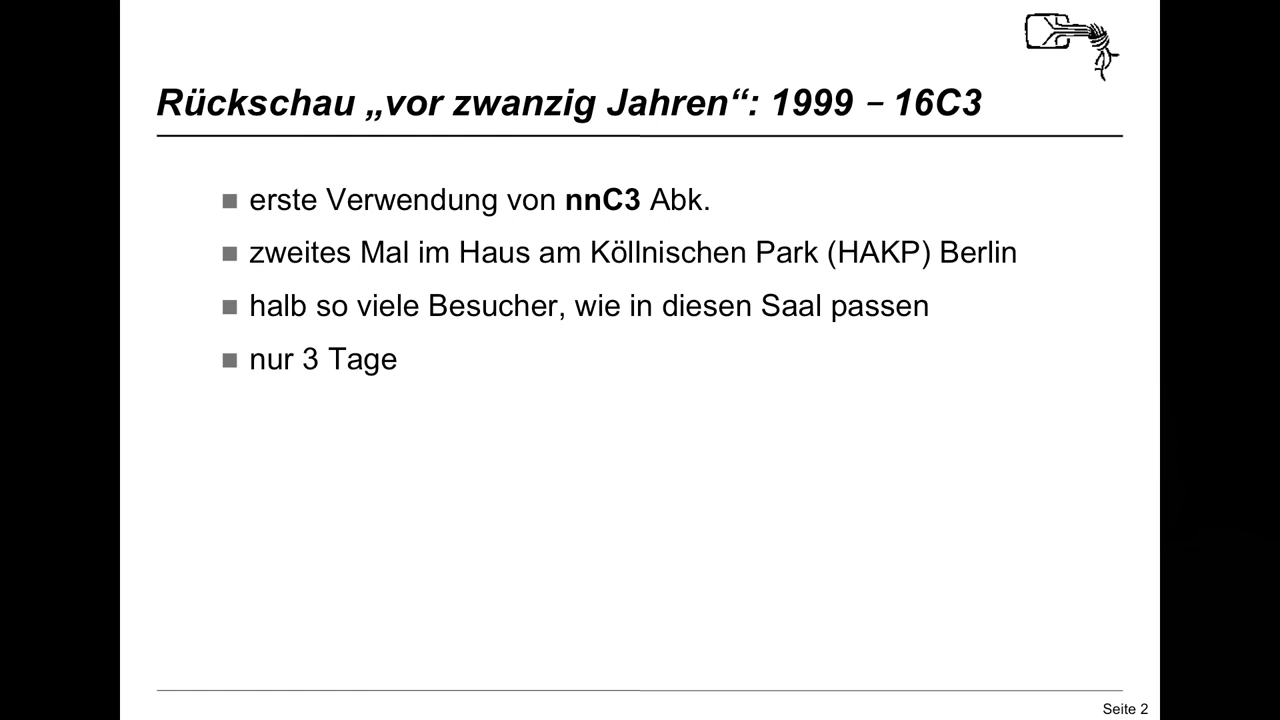 Rückschau „vor zwanzig Jahren“: 1999 – 16C3
erste Verwendung von nnC3 Abk.
zweites Mal im Haus am Köllnischen Park (HAKP) Berlin
halb so viele Besucher, wie in diesen Saal passen
nur 3 Tage
Seite 2